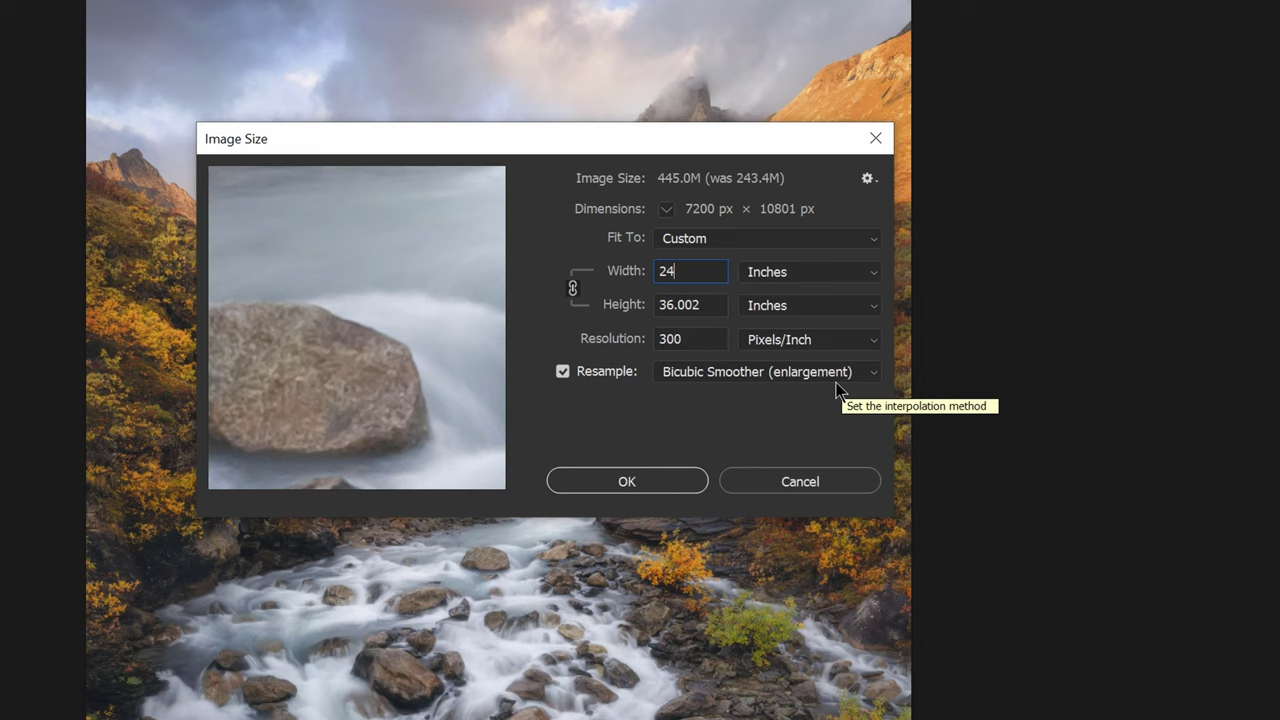 Image Size
Image Size: 445.0M (was 243.4M)
Dimensions: 7200 px × 10801 px
Fit To: Custom
Width: 24 Inches
Height: 36.002 Inches
Resolution: 300 Pixels/Inch
Resample: Bicubic Smoother (enlargement)
Set the interpolation method
OK Cancel